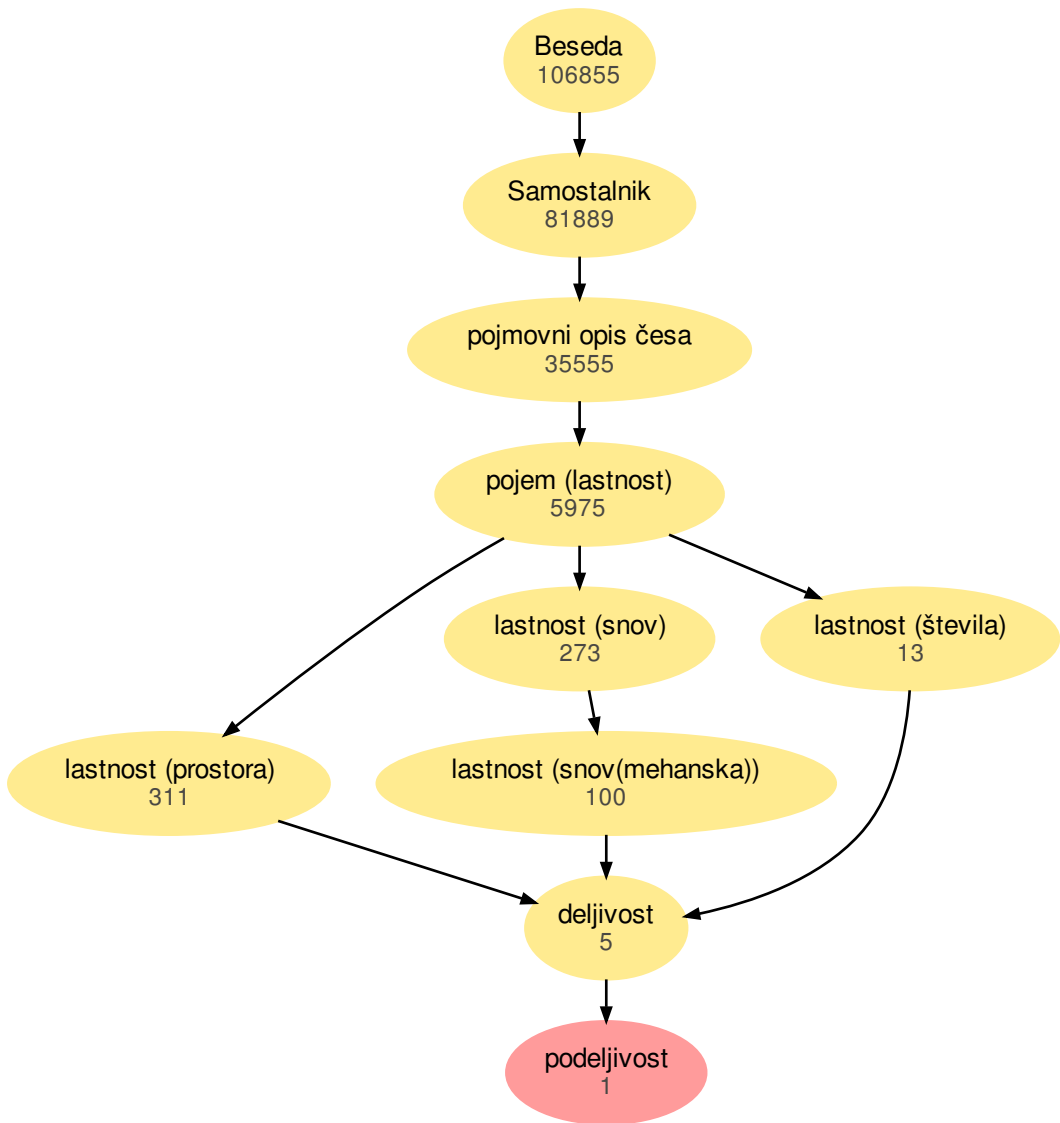 Beseda
106855
Samostalnik
81889
pojmovni opis česa
35555
pojem (lastnost)
5975
lastnost (snov)
273
lastnost (števila)
13
lastnost (prostora)
311
lastnost (snov(mehanska))
100
deljivost
5
podeljivost
1